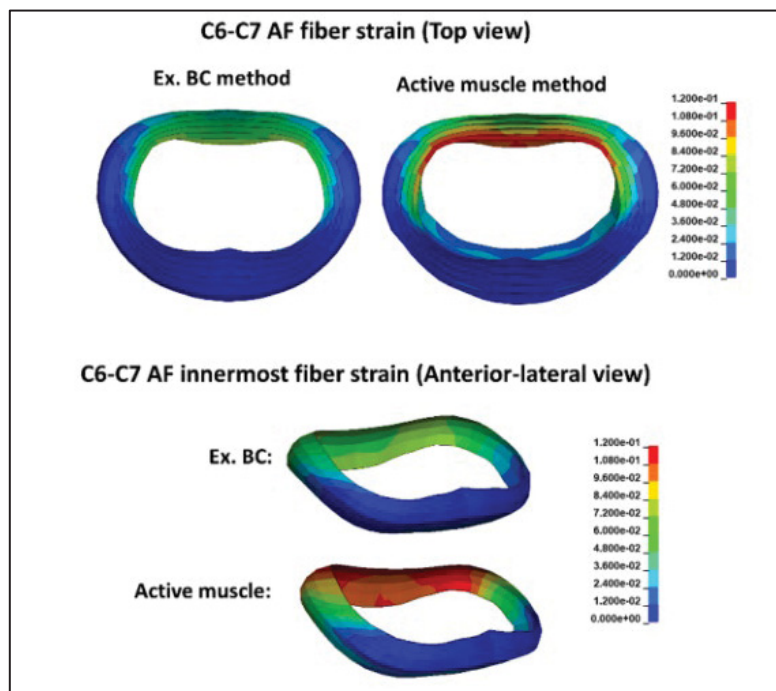 C6-C7 AF fiber strain (Top view)
Ex. BC method
Active muscle method
1.200e-01
1.080e-01
9.600e-02
8.400e-02
7.200e-02
6.000e-02
4.800e-02
3.600e-02
2.400e-02
1.200e-02
0.000e+00
C6-C7 AF innermost fiber strain (Anterior-lateral view)
Ex. BC:
Active muscle:
1.200e-01
1.080e-01
9.600e-02
8.400e-02
7.200e-02
6.000e-02
4.800e-02
3.600e-02
2.400e-02
1.200e-02
0.000e+00